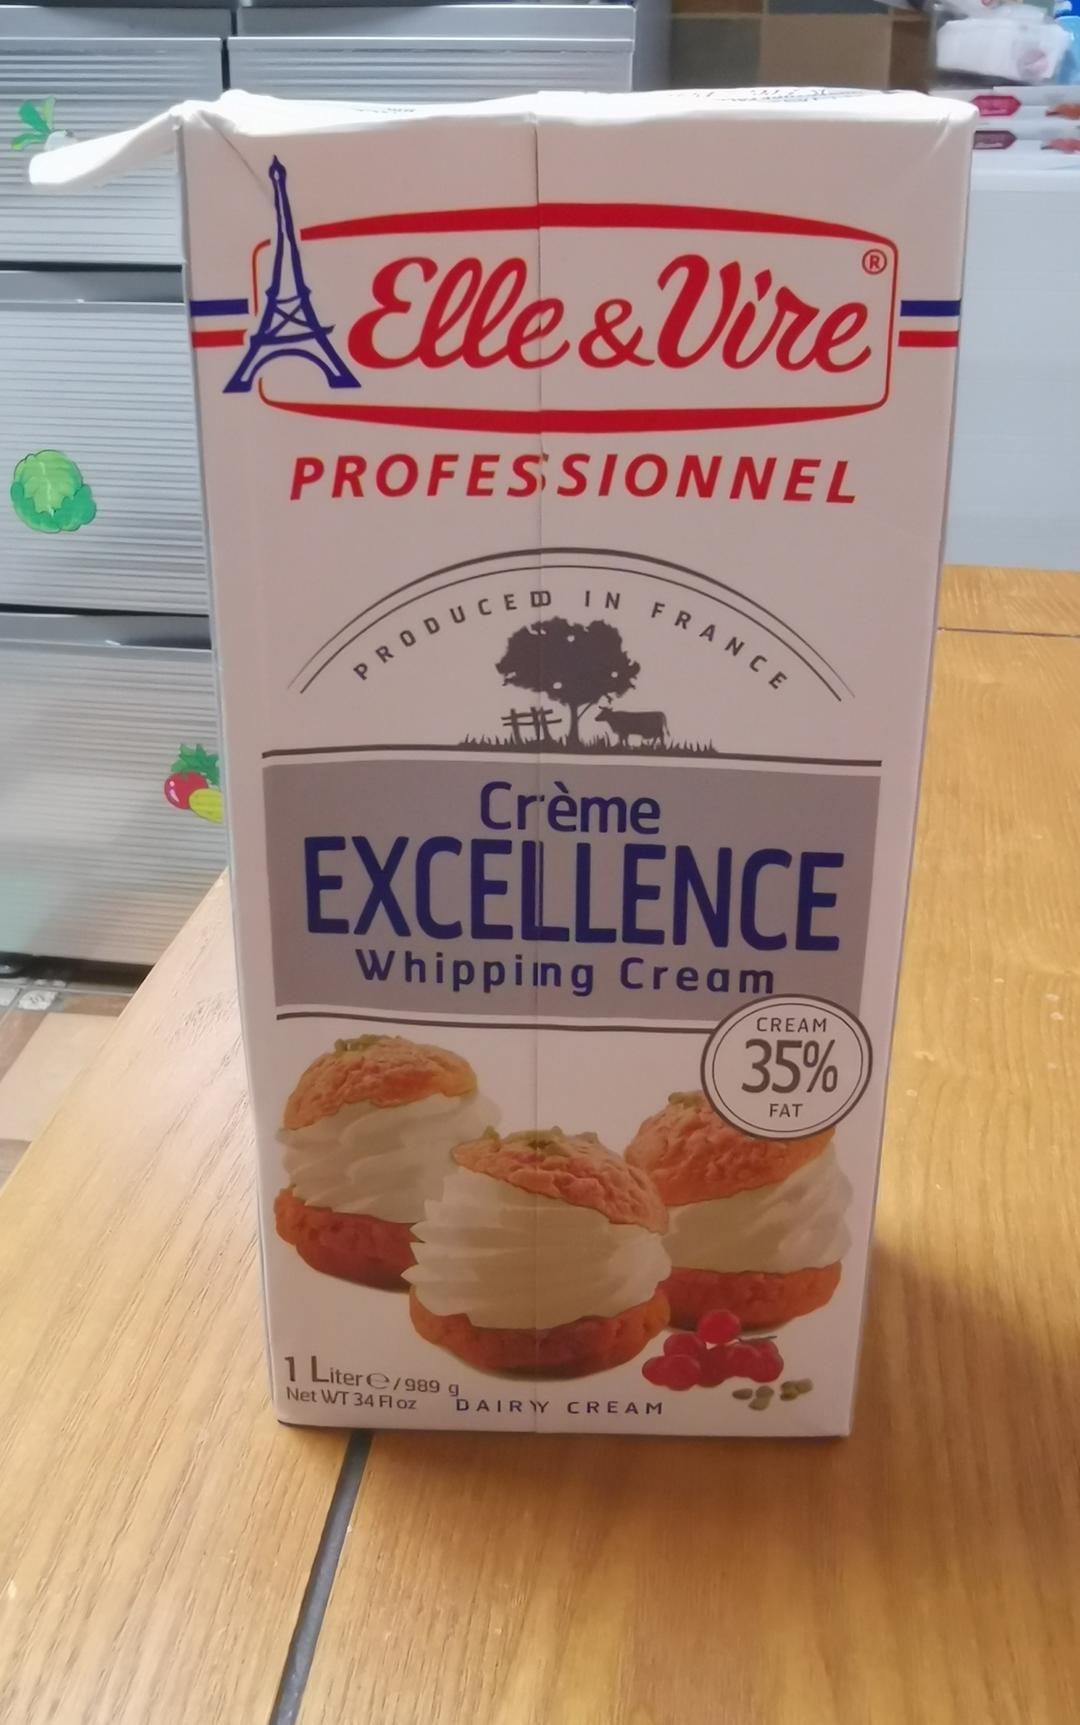 Elle & Vire ®
PROFESSIONNEL
PRODUCED IN FRANCE
Crème
EXCELLENCE
Whipping Cream
CREAM
35%
FAT
1 Liter ℮ / 989 g
Net WT 34 Fl oz
DAIRY CREAM